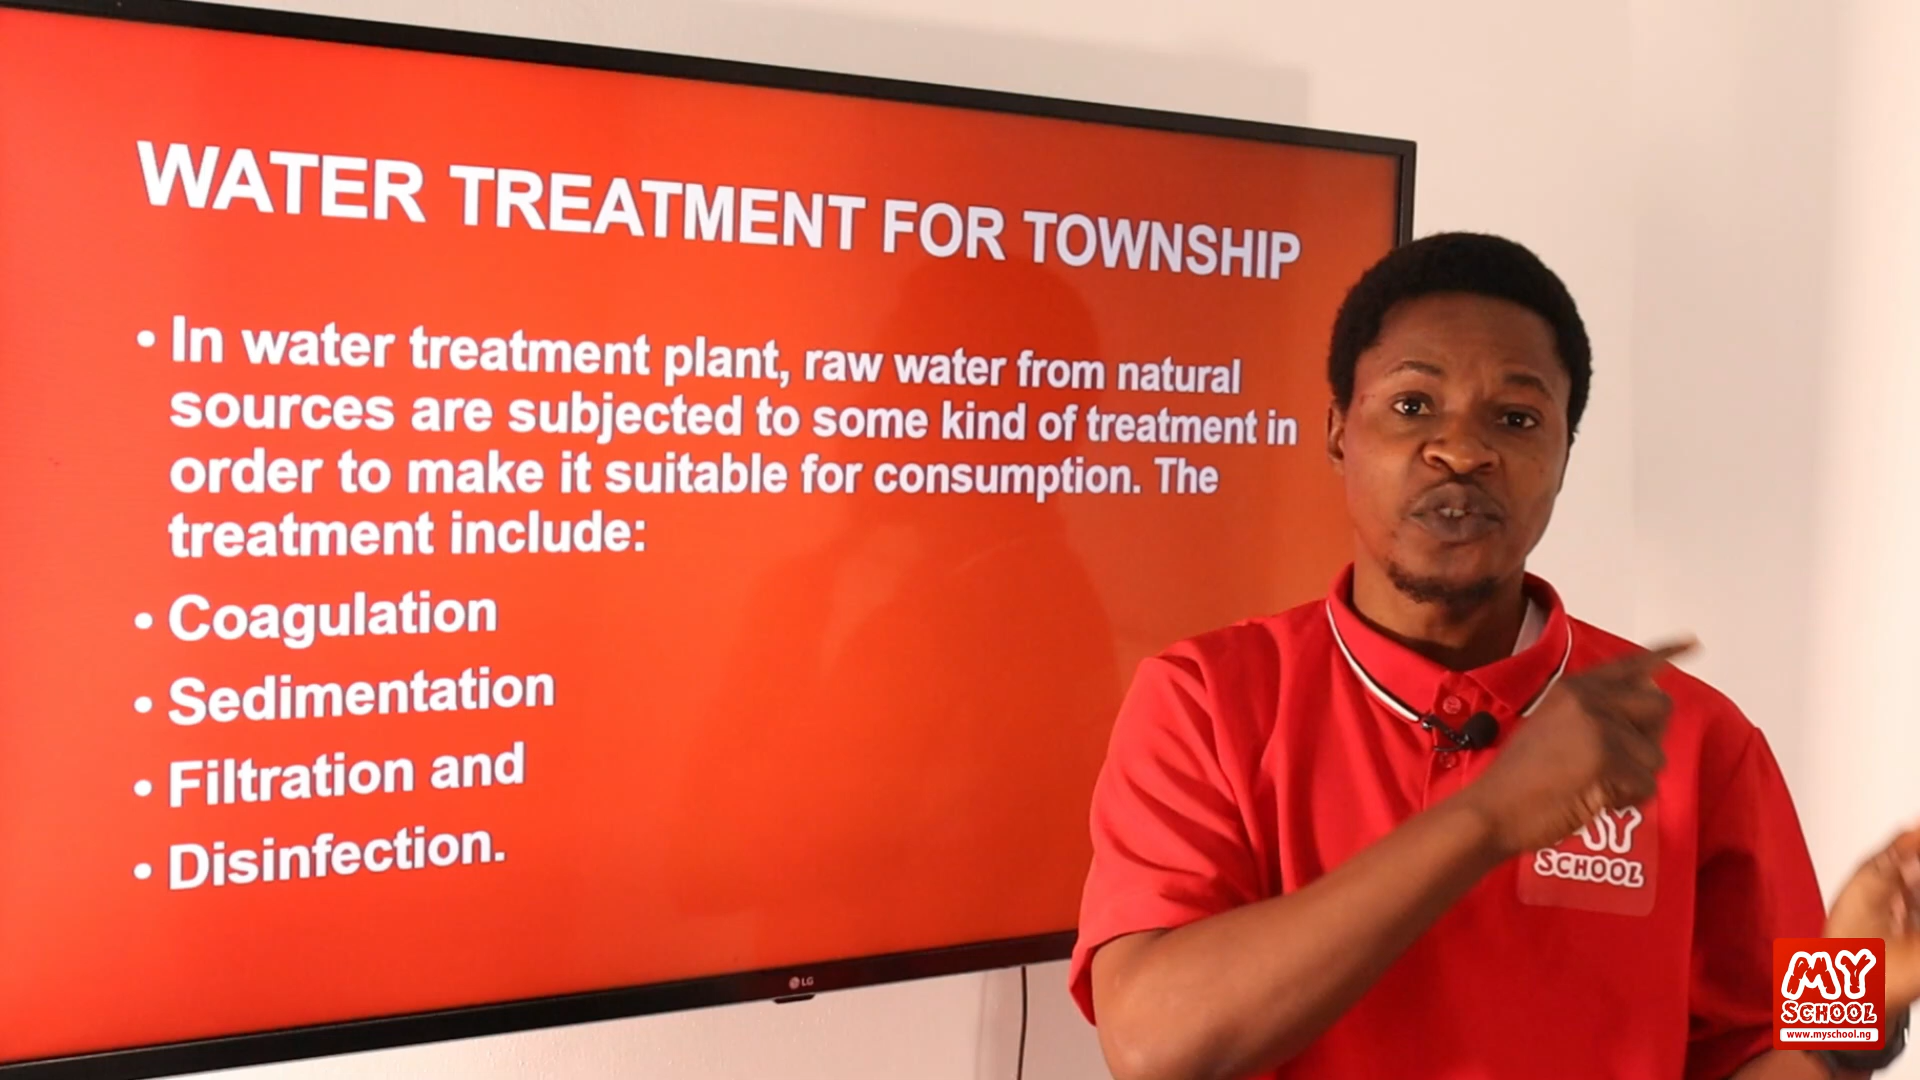 WATER TREATMENT FOR TOWNSHIP
• In water treatment plant, raw water from natural
sources are subjected to some kind of treatment in
order to make it suitable for consumption. The
treatment include:
• Coagulation
• Sedimentation
• Filtration and
• Disinfection.
LG
MY
SCHOOL
MY
SCHOOL
www.myschool.ng